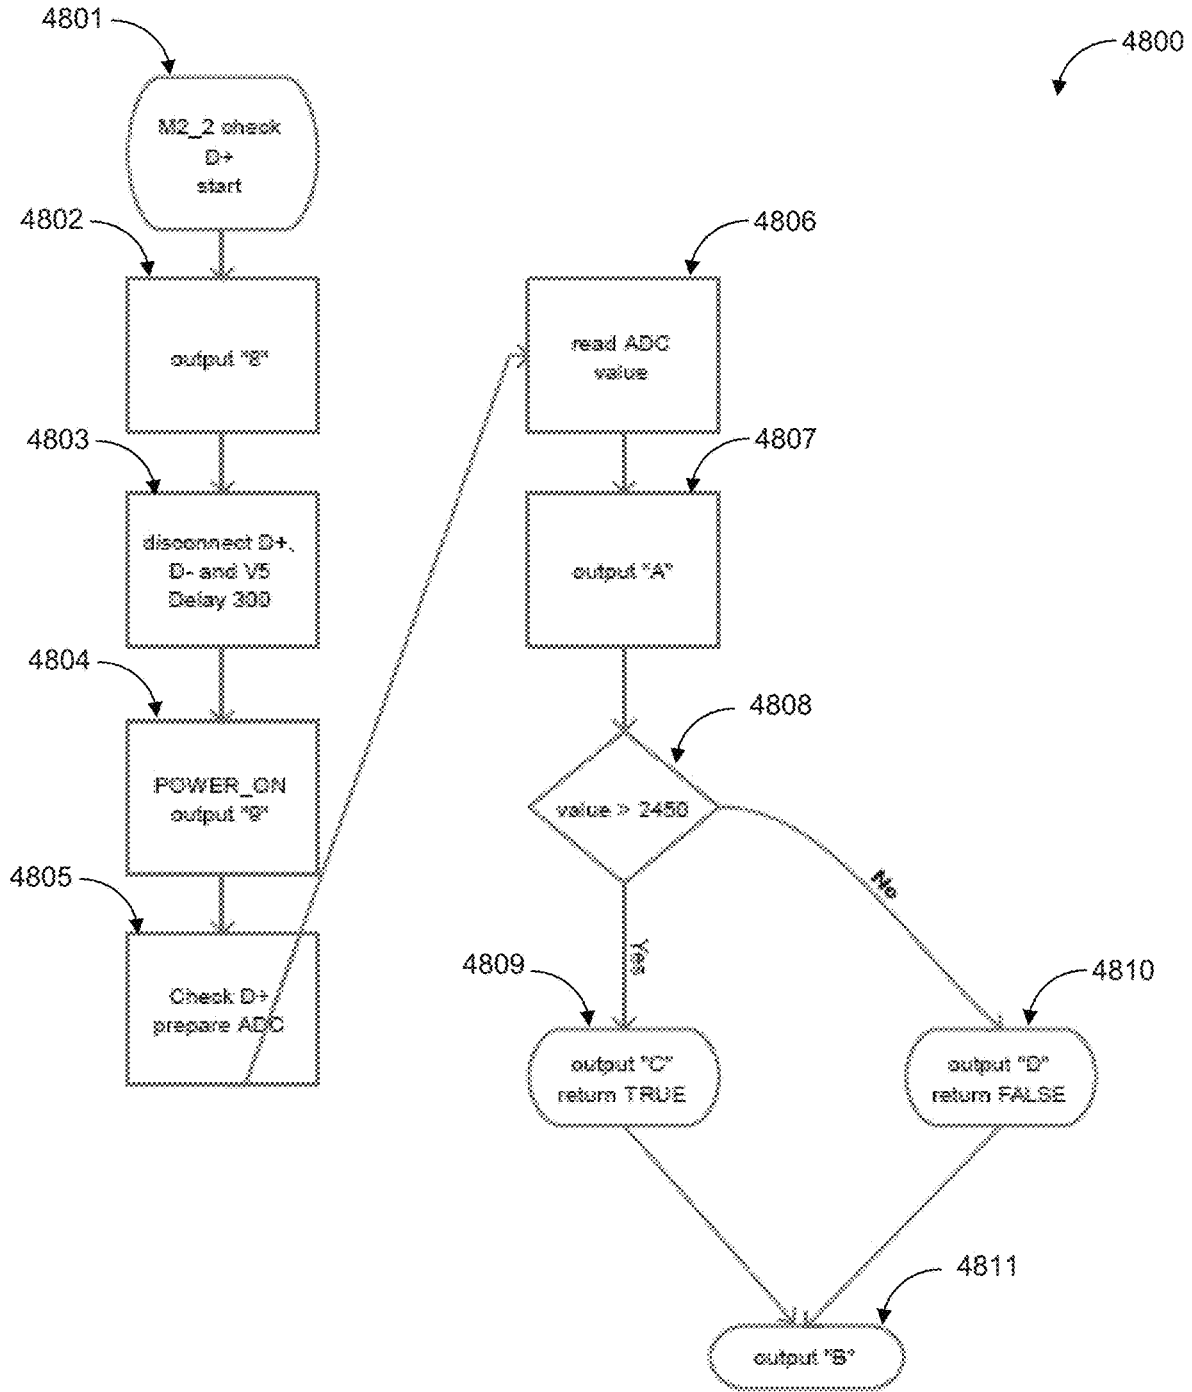 4800
4801
M2_2 check
D+
start
4802
output "8"
4803
disconnect D+,
D- and V5
Delay 300
4804
POWER_ON
output "9"
4805
Check D+
prepare ADC
4806
read ADC
value
4807
output "A"
4808
value > 2450
Yes
No
4809
output "C"
return TRUE
4810
output "D"
return FALSE
4811
output "B"